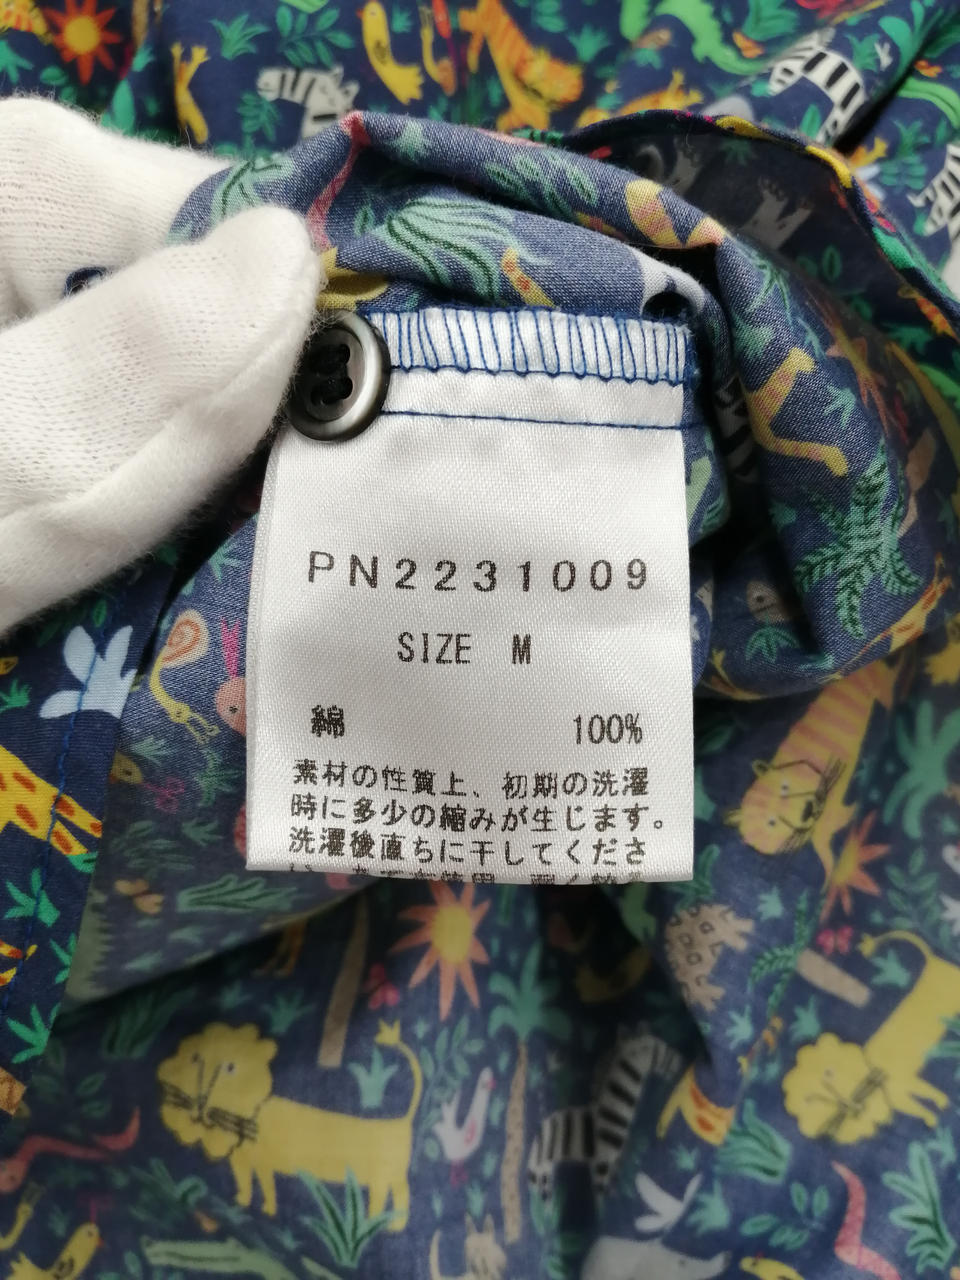 PN2231009
SIZE M
綿 100%
素材の性質上、初期の洗濯
時に多少の縮みが生じます。
洗濯後直ちに干してくださ